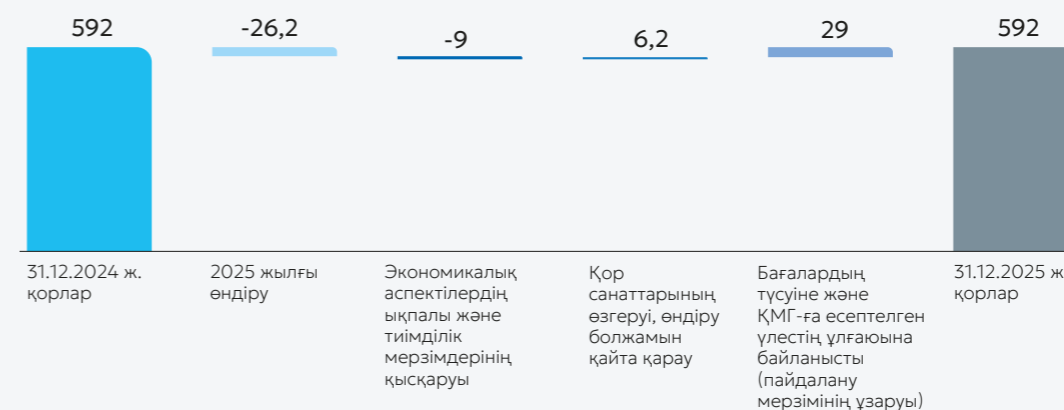 592
-26,2
-9
6,2
29
592
31.12.2024 ж.
қорлар
2025 жылғы
өндіру
Экономикалық
аспектілердің
ықпалы және
тиімділік
мерзімдерінің
қысқаруы
Қор
санаттарының
өзгеруі, өндіру
болжамын
қайта қарау
Бағалардың
түсуіне және
ҚМГ-ға есептелген
үлестің ұлғаюына
байланысты
(пайдалану
мерзімінің ұзаруы)
31.12.2025 ж
қорлар